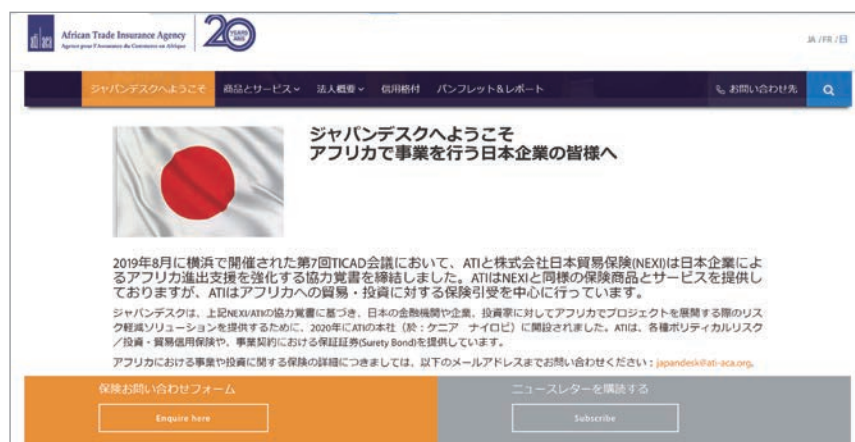 ati aca
African Trade Insurance Agency
Agence pour l'Assurance du Commerce en Afrique
20 YEARS
JA /FR /日
ジャパンデスクへようこそ 商品とサービス 法人概要 信用格付 パンフレット&レポート お問い合わせ先
ジャパンデスクへようこそ
アフリカで事業を行う日本企業の皆様へ
2019年8月に横浜で開催された第7回TICAD会議において、ATIと株式会社日本貿易保険(NEXI)は日本企業によ
るアフリカ進出支援を強化する協力覚書を締結しました。ATIはNEXIと同様の保険商品とサービスを提供し
ておりますが、ATIはアフリカへの貿易・投資に対する保険引受を中心に行っています。
ジャパンデスクは、上記NEXI/ATIの協力覚書に基づき、日本の金融機関や企業、投資家に対してアフリカでプロジェクトを展開する際のリス
ク軽減ソリューションを提供するために、2020年にATIの本社（於：ケニア ナイロビ）に開設されました。ATIは、各種ポリティカルリスク
／投資・貿易信用保険や、事業契約における保証証券(Surety Bond)を提供しています。
アフリカにおける事業や投資に関する保険の詳細につきましては、以下のメールアドレスまでお問い合わせください：japandesk@ati-aca.org。
保険お問い合わせフォーム
Enquire here
ニュースレターを購読する
Subscribe